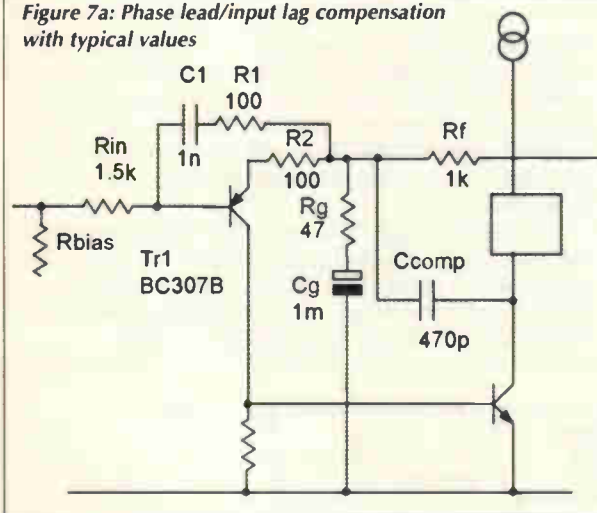 Figure 7a: Phase lead/input lag compensation
with typical values
C1
R1
100
1n
R2
100
Rin
1.5k
Rf
1k
Rg
47
Rbias
Tr1
BC307B
Ccomp
470p
Cg
1m